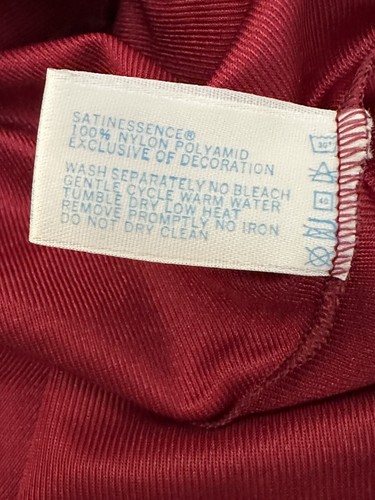 SATINESSENCE®
100% NYLON POLYAMID
EXCLUSIVE OF DECORATION
WASH SEPARATELY NO BLEACH
GENTLE CYCLE WARM WATER
TUMBLE DRY LOW HEAT
REMOVE PROMPTLY NO IRON
DO NOT DRY CLEAN